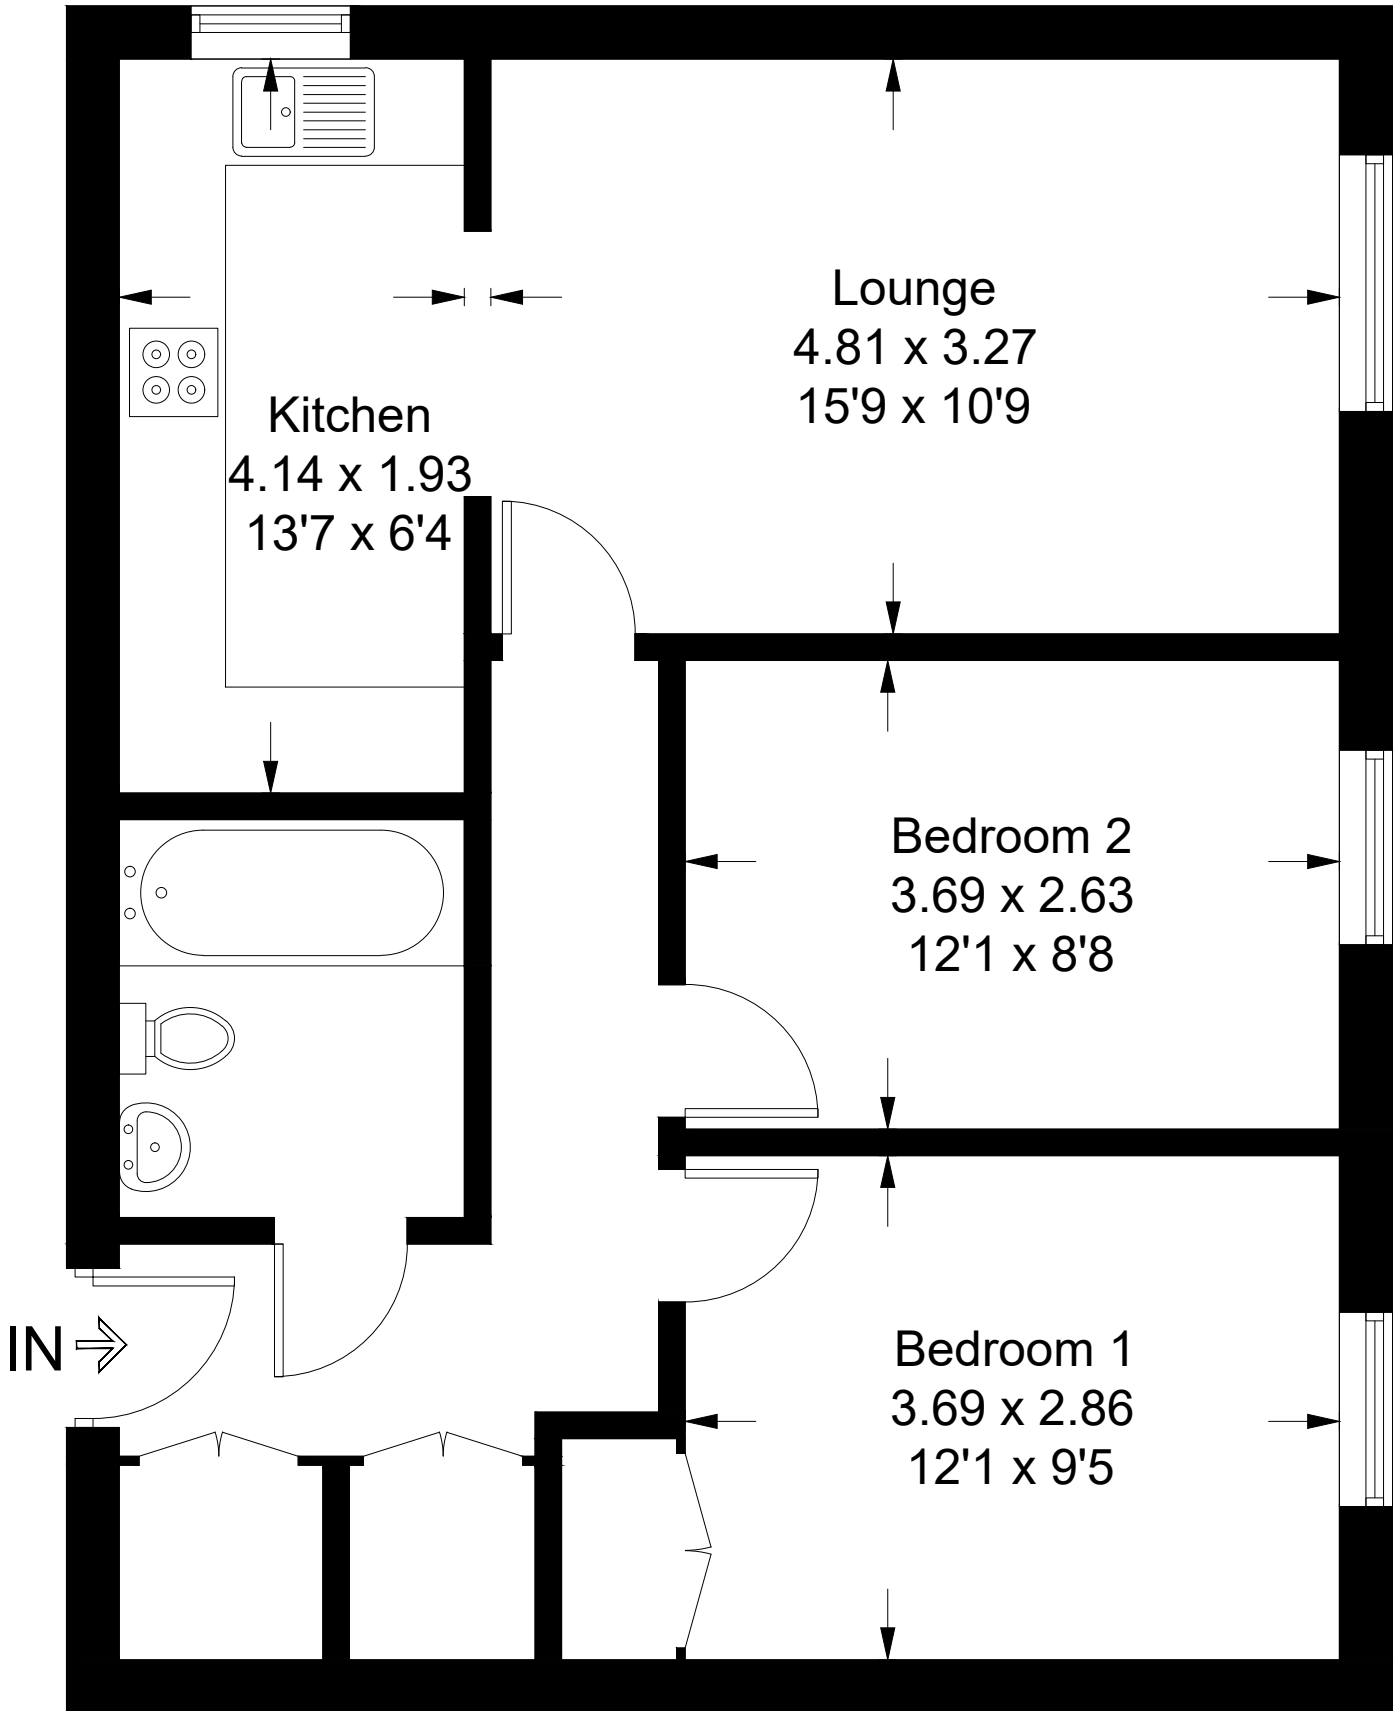 Lounge
4.81 x 3.27
15'9 x 10'9
Kitchen
4.14 x 1.93
13'7 x 6'4
Bedroom 2
3.69 x 2.63
12'1 x 8'8
IN
Bedroom 1
3.69 x 2.86
12'1 x 9'5